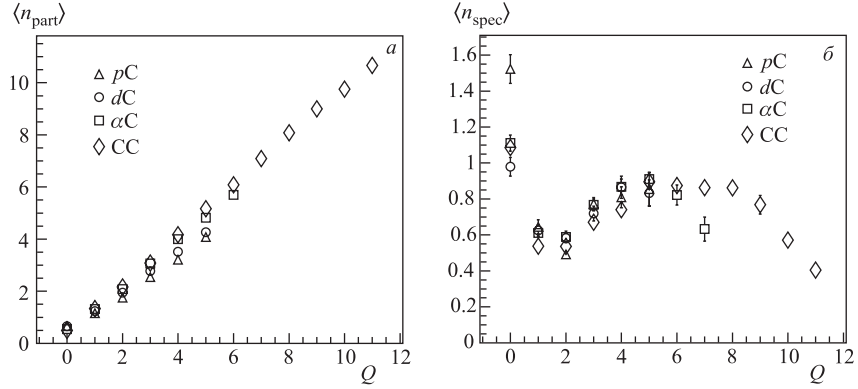 ⟨n_part⟩
a
pC
dC
αC
CC
10
8
6
4
2
0
0 2 4 6 8 10 12
Q
⟨n_spec⟩
б
pC
dC
αC
CC
1.6
1.4
1.2
1
0.8
0.6
0.4
0.2
0
0 2 4 6 8 10 12
Q